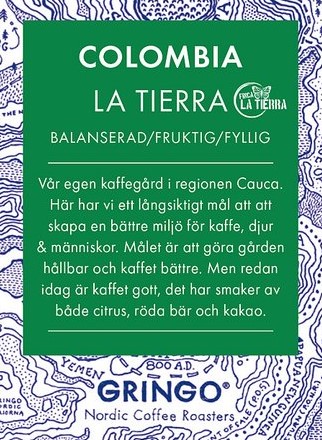 COLOMBIA
LA TIERRA
FINCA
LA TIERRA
BALANSERAD/FRUKTIG/FYLLIG
Vår egen kaffegård i regionen Cauca.
Här har vi ett långsiktigt mål att att
skapa en bättre miljö för kaffe, djur
& människor. Målet är att göra gården
hållbar och kaffet bättre. Men redan
idag är kaffet gott, det har smaker av
både citrus, röda bär och kakao.
YEMEN
800 A.D.
GRINGO
NORDIC
GRINGO®
Nordic Coffee Roasters